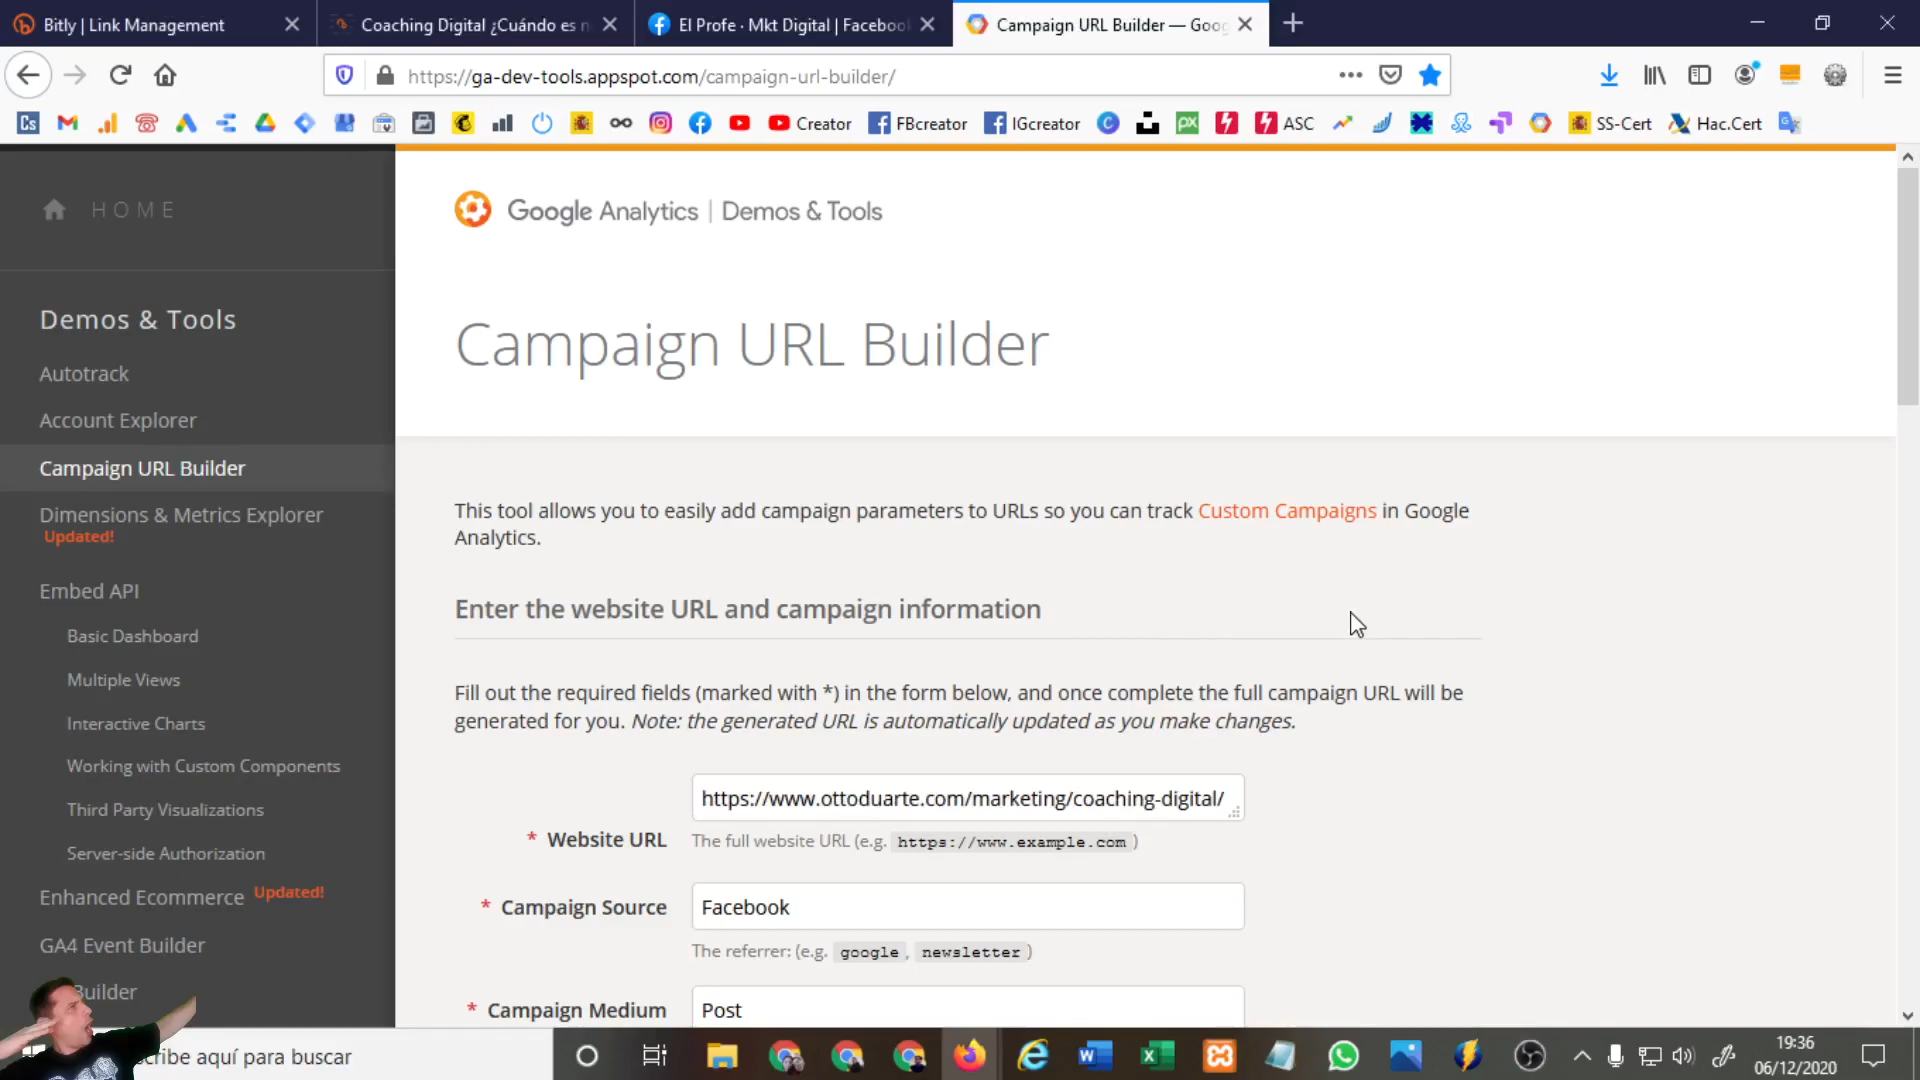 Bitly | Link Management
Coaching Digital ¿Cuándo es n
El Profe · Mkt Digital | Facebook
Campaign URL Builder — Goog
https://ga-dev-tools.appspot.com/campaign-url-builder/
Cs
Creator
FBcreator
IGcreator
ASC
SS-Cert
Hac.Cert
HOME
Google Analytics | Demos & Tools
Campaign URL Builder
Demos & Tools
Autotrack
Account Explorer
Campaign URL Builder
Dimensions & Metrics Explorer
Updated!
Embed API
Basic Dashboard
Multiple Views
Interactive Charts
Working with Custom Components
Third Party Visualizations
Server-side Authorization
Enhanced Ecommerce Updated!
GA4 Event Builder
Builder
This tool allows you to easily add campaign parameters to URLs so you can track Custom Campaigns in Google
Analytics.
Enter the website URL and campaign information
Fill out the required fields (marked with *) in the form below, and once complete the full campaign URL will be
generated for you. Note: the generated URL is automatically updated as you make changes.
https://www.ottoduarte.com/marketing/coaching-digital/
* Website URL
The full website URL (e.g. https://www.example.com )
* Campaign Source
Facebook
The referrer: (e.g. google , newsletter )
* Campaign Medium
Post
cribe aquí para buscar
19:36
06/12/2020